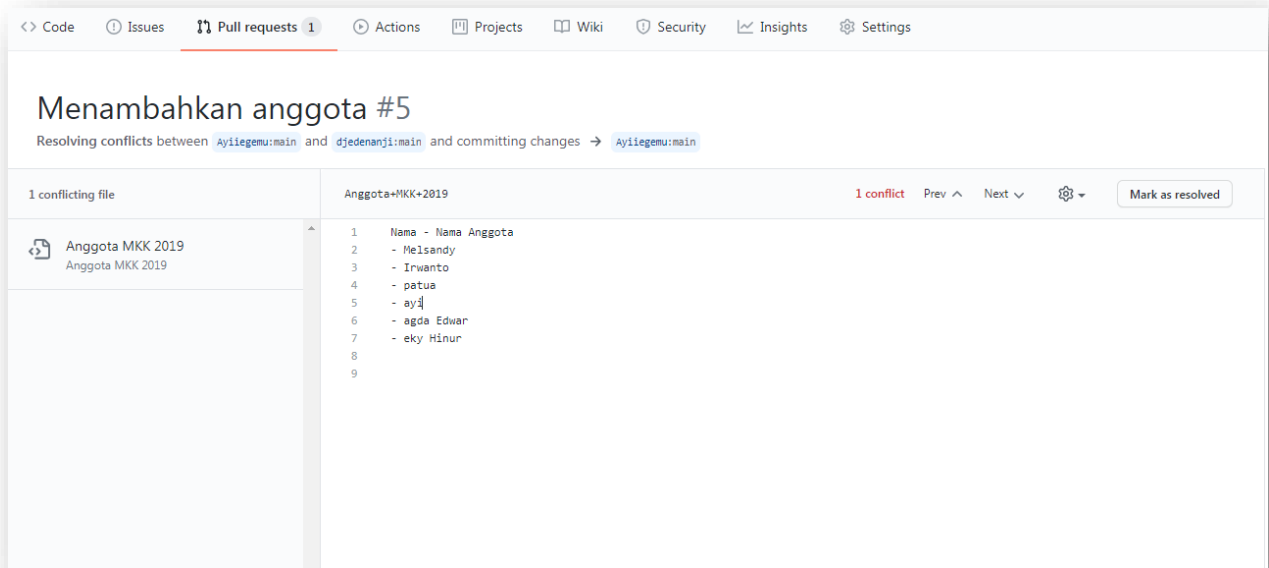 Code Issues Pull requests 1 Actions Projects Wiki Security Insights Settings
Menambahkan anggota #5
Resolving conflicts between Ayiiegemu:main and djedenanji:main and committing changes → Ayiiegemu:main
1 conflicting file
Anggota+MKK+2019 1 conflict Prev Next Mark as resolved
Anggota MKK 2019
Anggota MKK 2019
1 Nama - Nama Anggota
2 - Melsandy
3 - Irwanto
4 - patua
5 - ayi
6 - agda Edwar
7 - eky Hinur
8
9